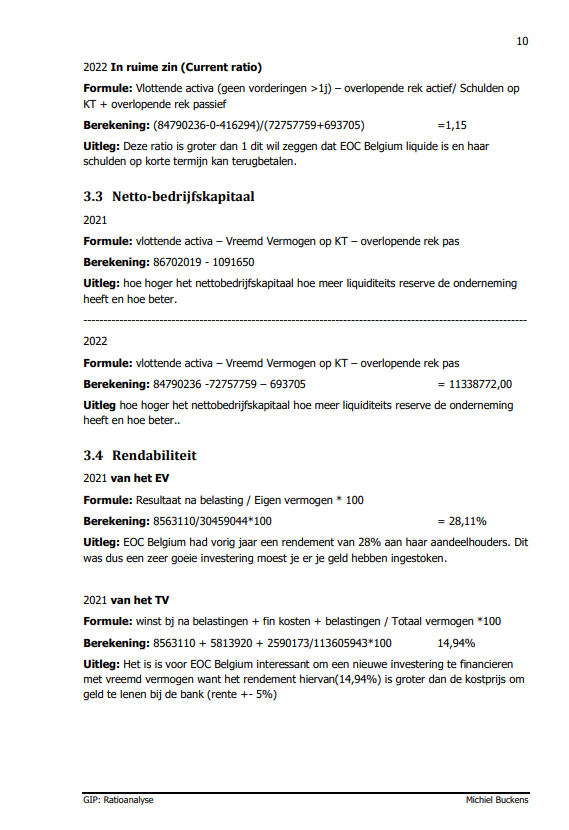 10
2022 In ruime zin (Current ratio)
Formule: Vlottende activa (geen vorderingen >1j) – overlopende rek actief/ Schulden op
KT + overlopende rek passief
Berekening: (84790236-0-416294)/(72757759+693705) =1,15
Uitleg: Deze ratio is groter dan 1 dit wil zeggen dat EOC Belgium liquide is en haar
schulden op korte termijn kan terugbetalen.
3.3 Netto-bedrijfskapitaal
2021
Formule: vlottende activa – Vreemd Vermogen op KT – overlopende rek pas
Berekening: 86702019 - 1091650
Uitleg: hoe hoger het nettobedrijfskapitaal hoe meer liquiditeits reserve de onderneming
heeft en hoe beter.
---------------------------------------------------------------------------------------------------------------
2022
Formule: vlottende activa – Vreemd Vermogen op KT – overlopende rek pas
Berekening: 84790236 -72757759 – 693705 = 11338772,00
Uitleg hoe hoger het nettobedrijfskapitaal hoe meer liquiditeits reserve de onderneming
heeft en hoe beter..
3.4 Rendabiliteit
2021 van het EV
Formule: Resultaat na belasting / Eigen vermogen * 100
Berekening: 8563110/30459044*100 = 28,11%
Uitleg: EOC Belgium had vorig jaar een rendement van 28% aan haar aandeelhouders. Dit
was dus een zeer goeie investering moest je er je geld hebben ingestoken.
2021 van het TV
Formule: winst bj na belastingen + fin kosten + belastingen / Totaal vermogen *100
Berekening: 8563110 + 5813920 + 2590173/113605943*100 14,94%
Uitleg: Het is is voor EOC Belgium interessant om een nieuwe investering te financieren
met vreemd vermogen want het rendement hiervan(14,94%) is groter dan de kostprijs om
geld te lenen bij de bank (rente +- 5%)
GIP: Ratioanalyse Michiel Buckens